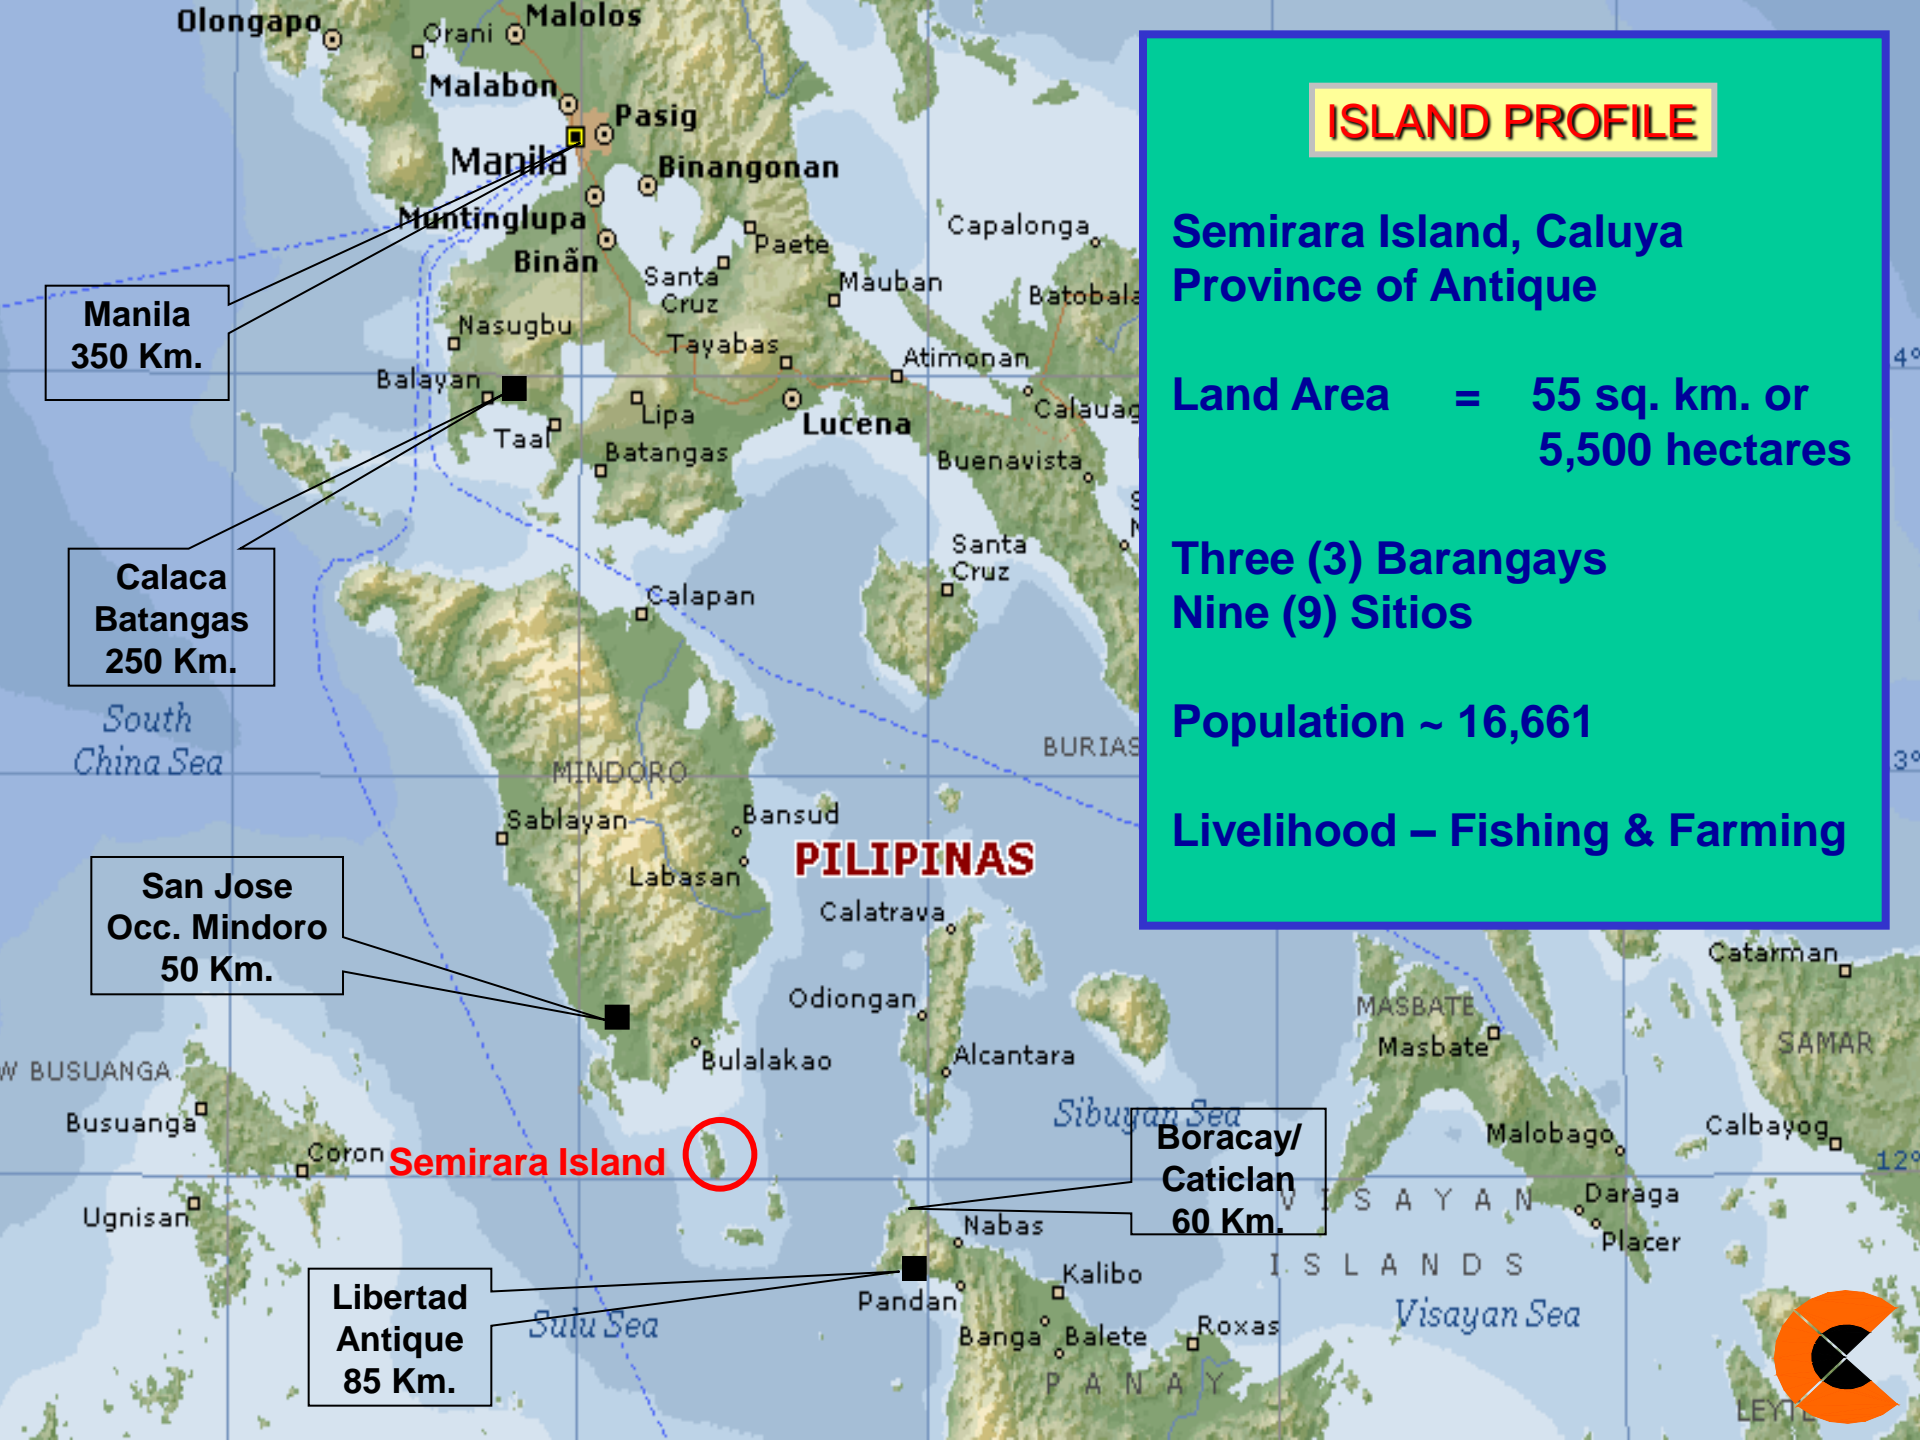 Olongapo
Orani
Malolos
Malabon
Pasig
Manila
Binangonan
Muntinglupa
Binãn
Paete
Santa
Cruz
Mauban
Capalonga
Manila
350 Km.
Nasugbu
Tayabas
Atimonan
Balayan
Lipa
Lucena
Taal
Batangas
Buenavista
Calaca
Batangas
250 Km.
Santa
Cruz
Calapan
South
China Sea
MINDORO
BURIAS
Sablayan
Bansud
PILIPINAS
Labasan
San Jose
Occ. Mindoro
50 Km.
Calatrava
Odiongan
Bulalakao
Alcantara
W BUSUANGA
Busuanga
Coron
Semirara Island
Ugnisan
Sibuyan Sea
Boracay/
Caticlan
60 Km.
Nabas
Kalibo
Pandan
Libertad
Antique
85 Km.
Sulu Sea
Banga
Balete
Roxas
PANAY
ISLAND PROFILE
Semirara Island, Caluya
Province of Antique
Land Area = 55 sq. km. or
5,500 hectares
Three (3) Barangays
Nine (9) Sitios
Population ~ 16,661
Livelihood – Fishing & Farming
4°
3°
12°
Catarman
MASBATE
Masbate
SAMAR
Malobago
Calbayog
VISAYAN
ISLANDS
Daraga
Placer
Visayan Sea